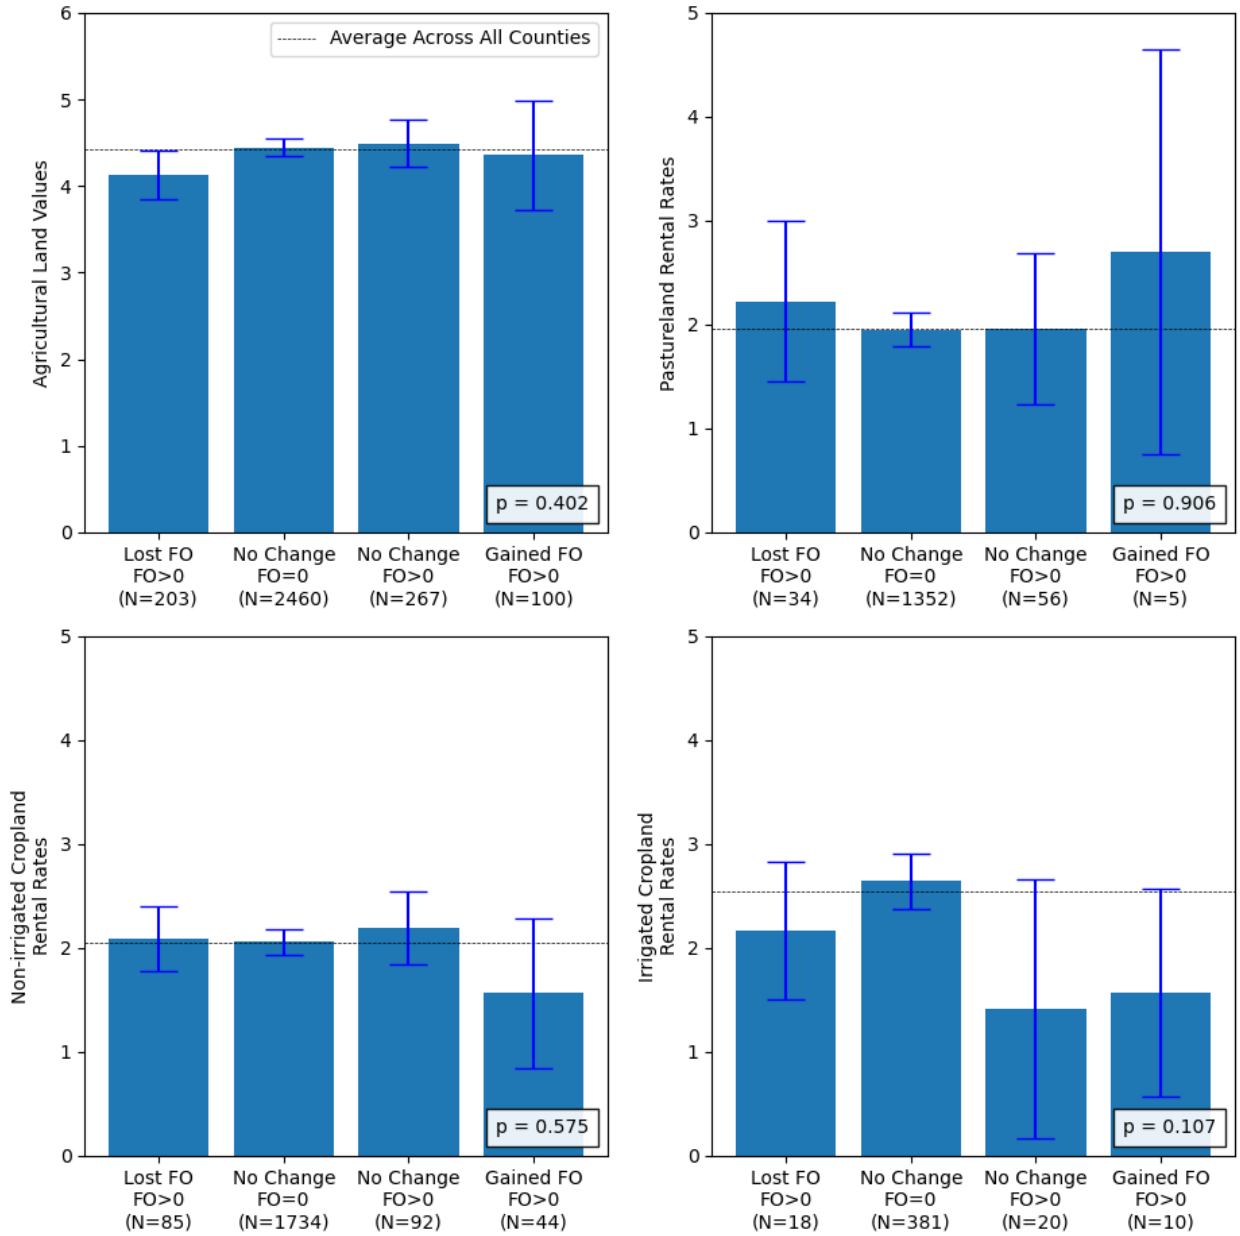 Average Across All Counties
Agricultural Land Values
6
5
4
3
2
1
0
p = 0.402
Lost FO
FO>0
(N=203)
No Change
FO=0
(N=2460)
No Change
FO>0
(N=267)
Gained FO
FO>0
(N=100)
Pastureland Rental Rates
5
4
3
2
1
0
p = 0.906
Lost FO
FO>0
(N=34)
No Change
FO=0
(N=1352)
No Change
FO>0
(N=56)
Gained FO
FO>0
(N=5)
Non-irrigated Cropland
Rental Rates
5
4
3
2
1
0
p = 0.575
Lost FO
FO>0
(N=85)
No Change
FO=0
(N=1734)
No Change
FO>0
(N=92)
Gained FO
FO>0
(N=44)
Irrigated Cropland
Rental Rates
5
4
3
2
1
0
p = 0.107
Lost FO
FO>0
(N=18)
No Change
FO=0
(N=381)
No Change
FO>0
(N=20)
Gained FO
FO>0
(N=10)